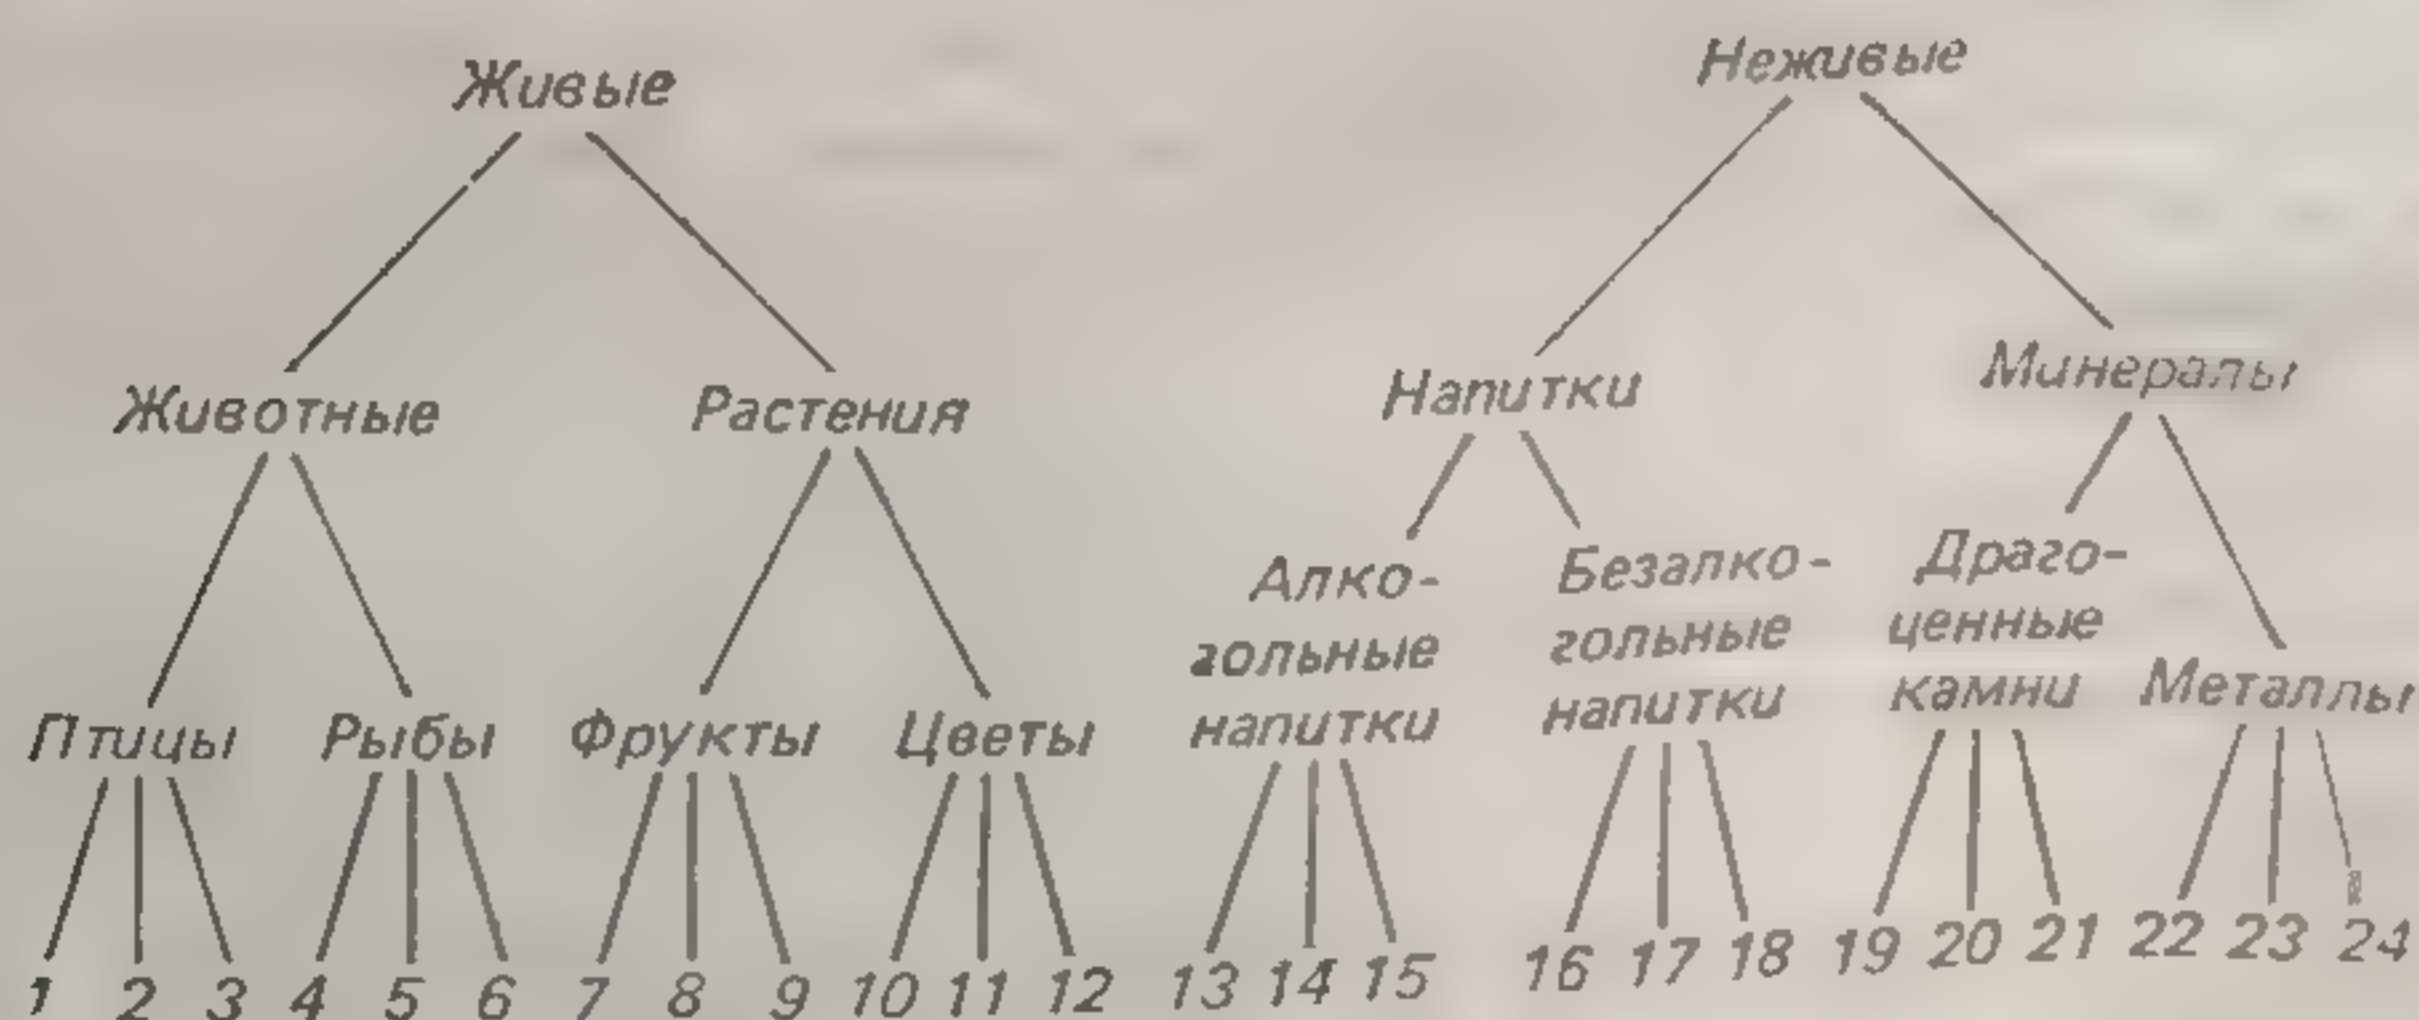 Живые
Неживые
Животные
Растения
Напитки
Минералы
Птицы
Рыбы
Фрукты
Цветы
Алко-
гольные
напитки
Безалко-
гольные
напитки
Драго-
ценные
камни
Металлы
1 2 3 4 5 6 7 8 9 10 11 12 13 14 15 16 17 18 19 20 21 22 23 24